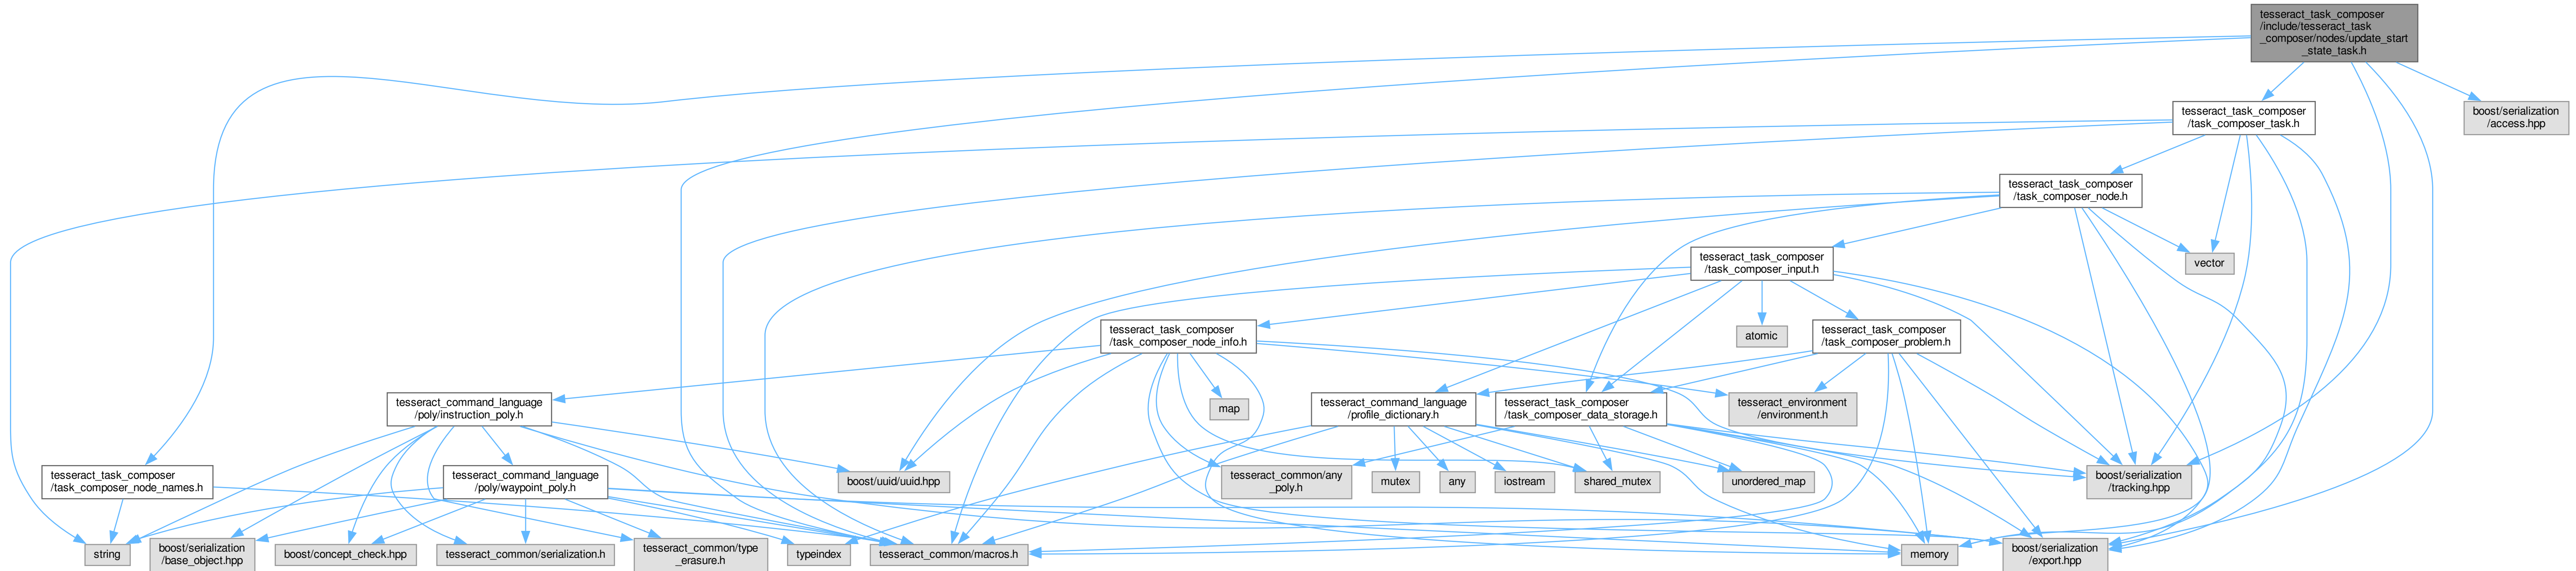 tesseract_task_composer
/include/tesseract_task
_composer/nodes/update_start
_state_task.h
tesseract_task_composer
/task_composer_task.h
boost/serialization
/access.hpp
tesseract_task_composer
/task_composer_node.h
vector
tesseract_task_composer
/task_composer_input.h
tesseract_task_composer
/task_composer_node_info.h
atomic
tesseract_task_composer
/task_composer_problem.h
tesseract_command_language
/poly/instruction_poly.h
map
tesseract_command_language
/profile_dictionary.h
tesseract_task_composer
/task_composer_data_storage.h
tesseract_environment
/environment.h
tesseract_task_composer
/task_composer_node_names.h
tesseract_command_language
/poly/waypoint_poly.h
boost/uuid/uuid.hpp
tesseract_common/any
_poly.h
mutex
any
iostream
shared_mutex
unordered_map
boost/serialization
/tracking.hpp
string
boost/serialization
/base_object.hpp
boost/concept_check.hpp
tesseract_common/serialization.h
tesseract_common/type
_erasure.h
typeindex
tesseract_common/macros.h
memory
boost/serialization
/export.hpp